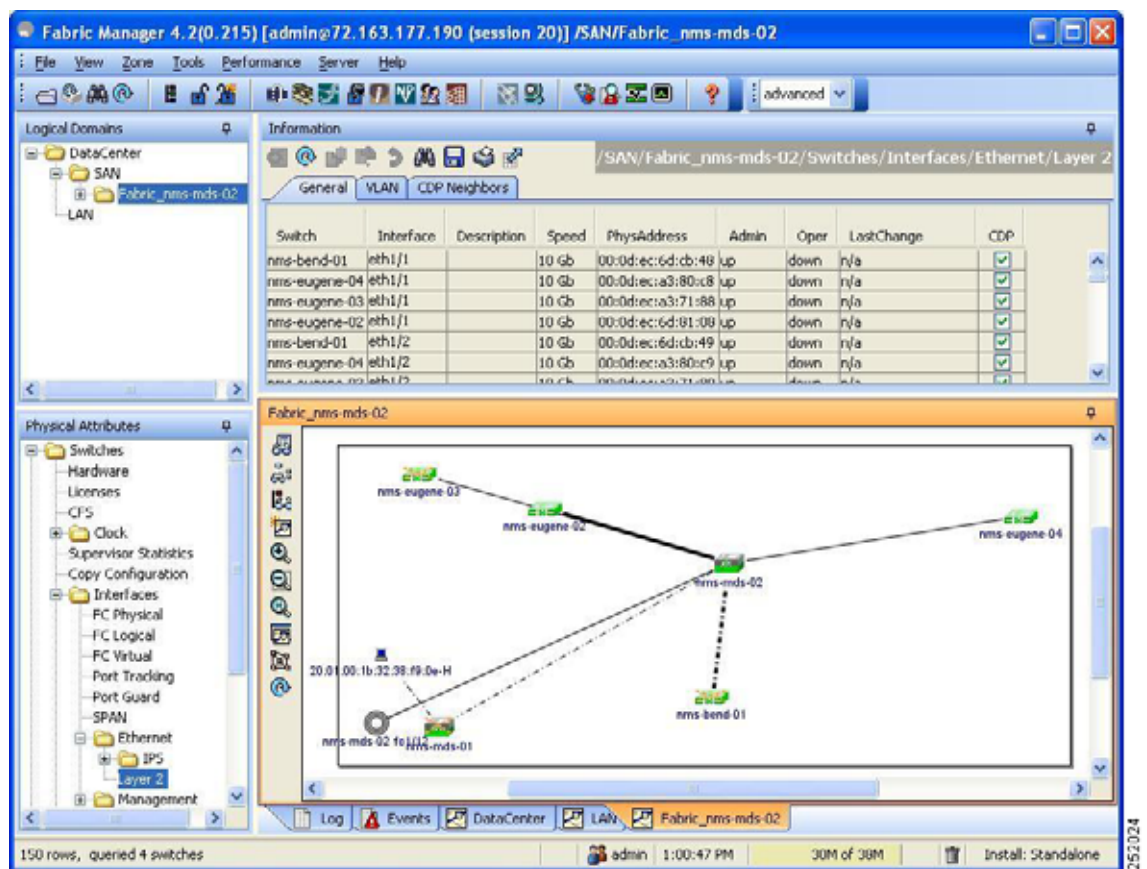 Fabric Manager 4.2(0.215) [admin@72.163.177.190 (session 20)] /SAN/Fabric_nms-mds-02
File View Zone Tools Performance Server Help
advanced
Logical Domains
DataCenter
SAN
Fabric_nms-mds-02
LAN
Information
/SAN/Fabric_nms-mds-02/Switches/Interfaces/Ethernet/Layer 2
General VLAN CDP Neighbors
Switch Interface Description Speed PhysAddress Admin Oper LastChange CDP
nms-bend-01 eth1/1 10 Gb 00:0d:ec:6d:cb:48 up down n/a
nms-eugene-04 eth1/1 10 Gb 00:0d:ec:a3:80:c8 up down n/a
nms-eugene-03 eth1/1 10 Gb 00:0d:ec:a3:71:88 up down n/a
nms-eugene-02 eth1/1 10 Gb 00:0d:ec:6d:81:08 up down n/a
nms-bend-01 eth1/2 10 Gb 00:0d:ec:6d:cb:49 up down n/a
nms-eugene-04 eth1/2 10 Gb 00:0d:ec:a3:80:c9 up down n/a
Physical Attributes
Switches
Hardware
Licenses
CFS
Clock
Supervisor Statistics
Copy Configuration
Interfaces
FC Physical
FC Logical
FC Virtual
Port Tracking
Port Guard
SPAN
Ethernet
IPS
Layer 2
Management
Fabric_nms-mds-02
nms-eugene-03
nms-eugene-02
nms-eugene-04
nms-mds-02
20:01:00:1b:32:38:f9:0e-H
nms-bend-01
nms-mds-02
nms-mds-01
Log Events DataCenter LAN Fabric_nms-mds-02
150 rows, queried 4 switches
admin 1:00:47 PM 30M of 38M Install: Standalone
252024